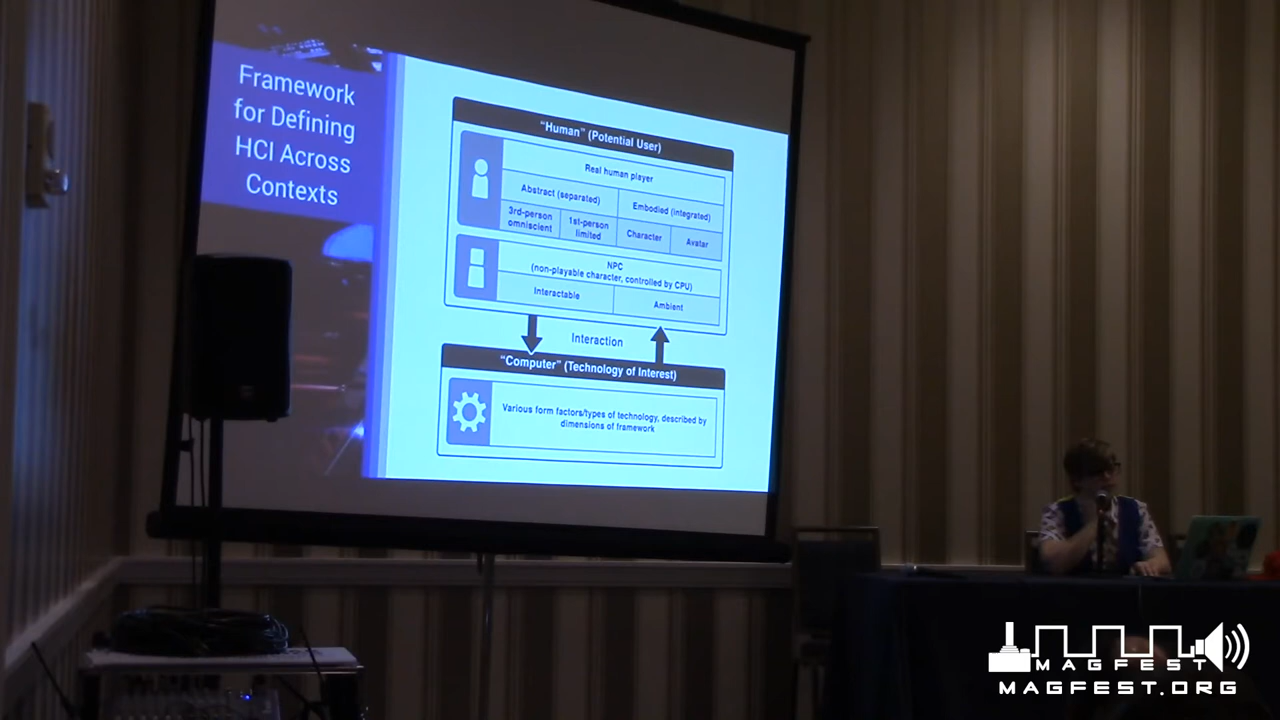 Framework
for Defining
HCI Across
Contexts
"Human" (Potential User)
Real human player
Abstract (separated)
Embodied (integrated)
3rd-person
omniscient
1st-person
limited
Character
Avatar
NPC
(non-playable character, controlled by CPU)
Interactable
Ambient
Interaction
"Computer" (Technology of Interest)
Various form factors/types of technology, described by
dimensions of framework
MAGFEST
MAGFEST.ORG